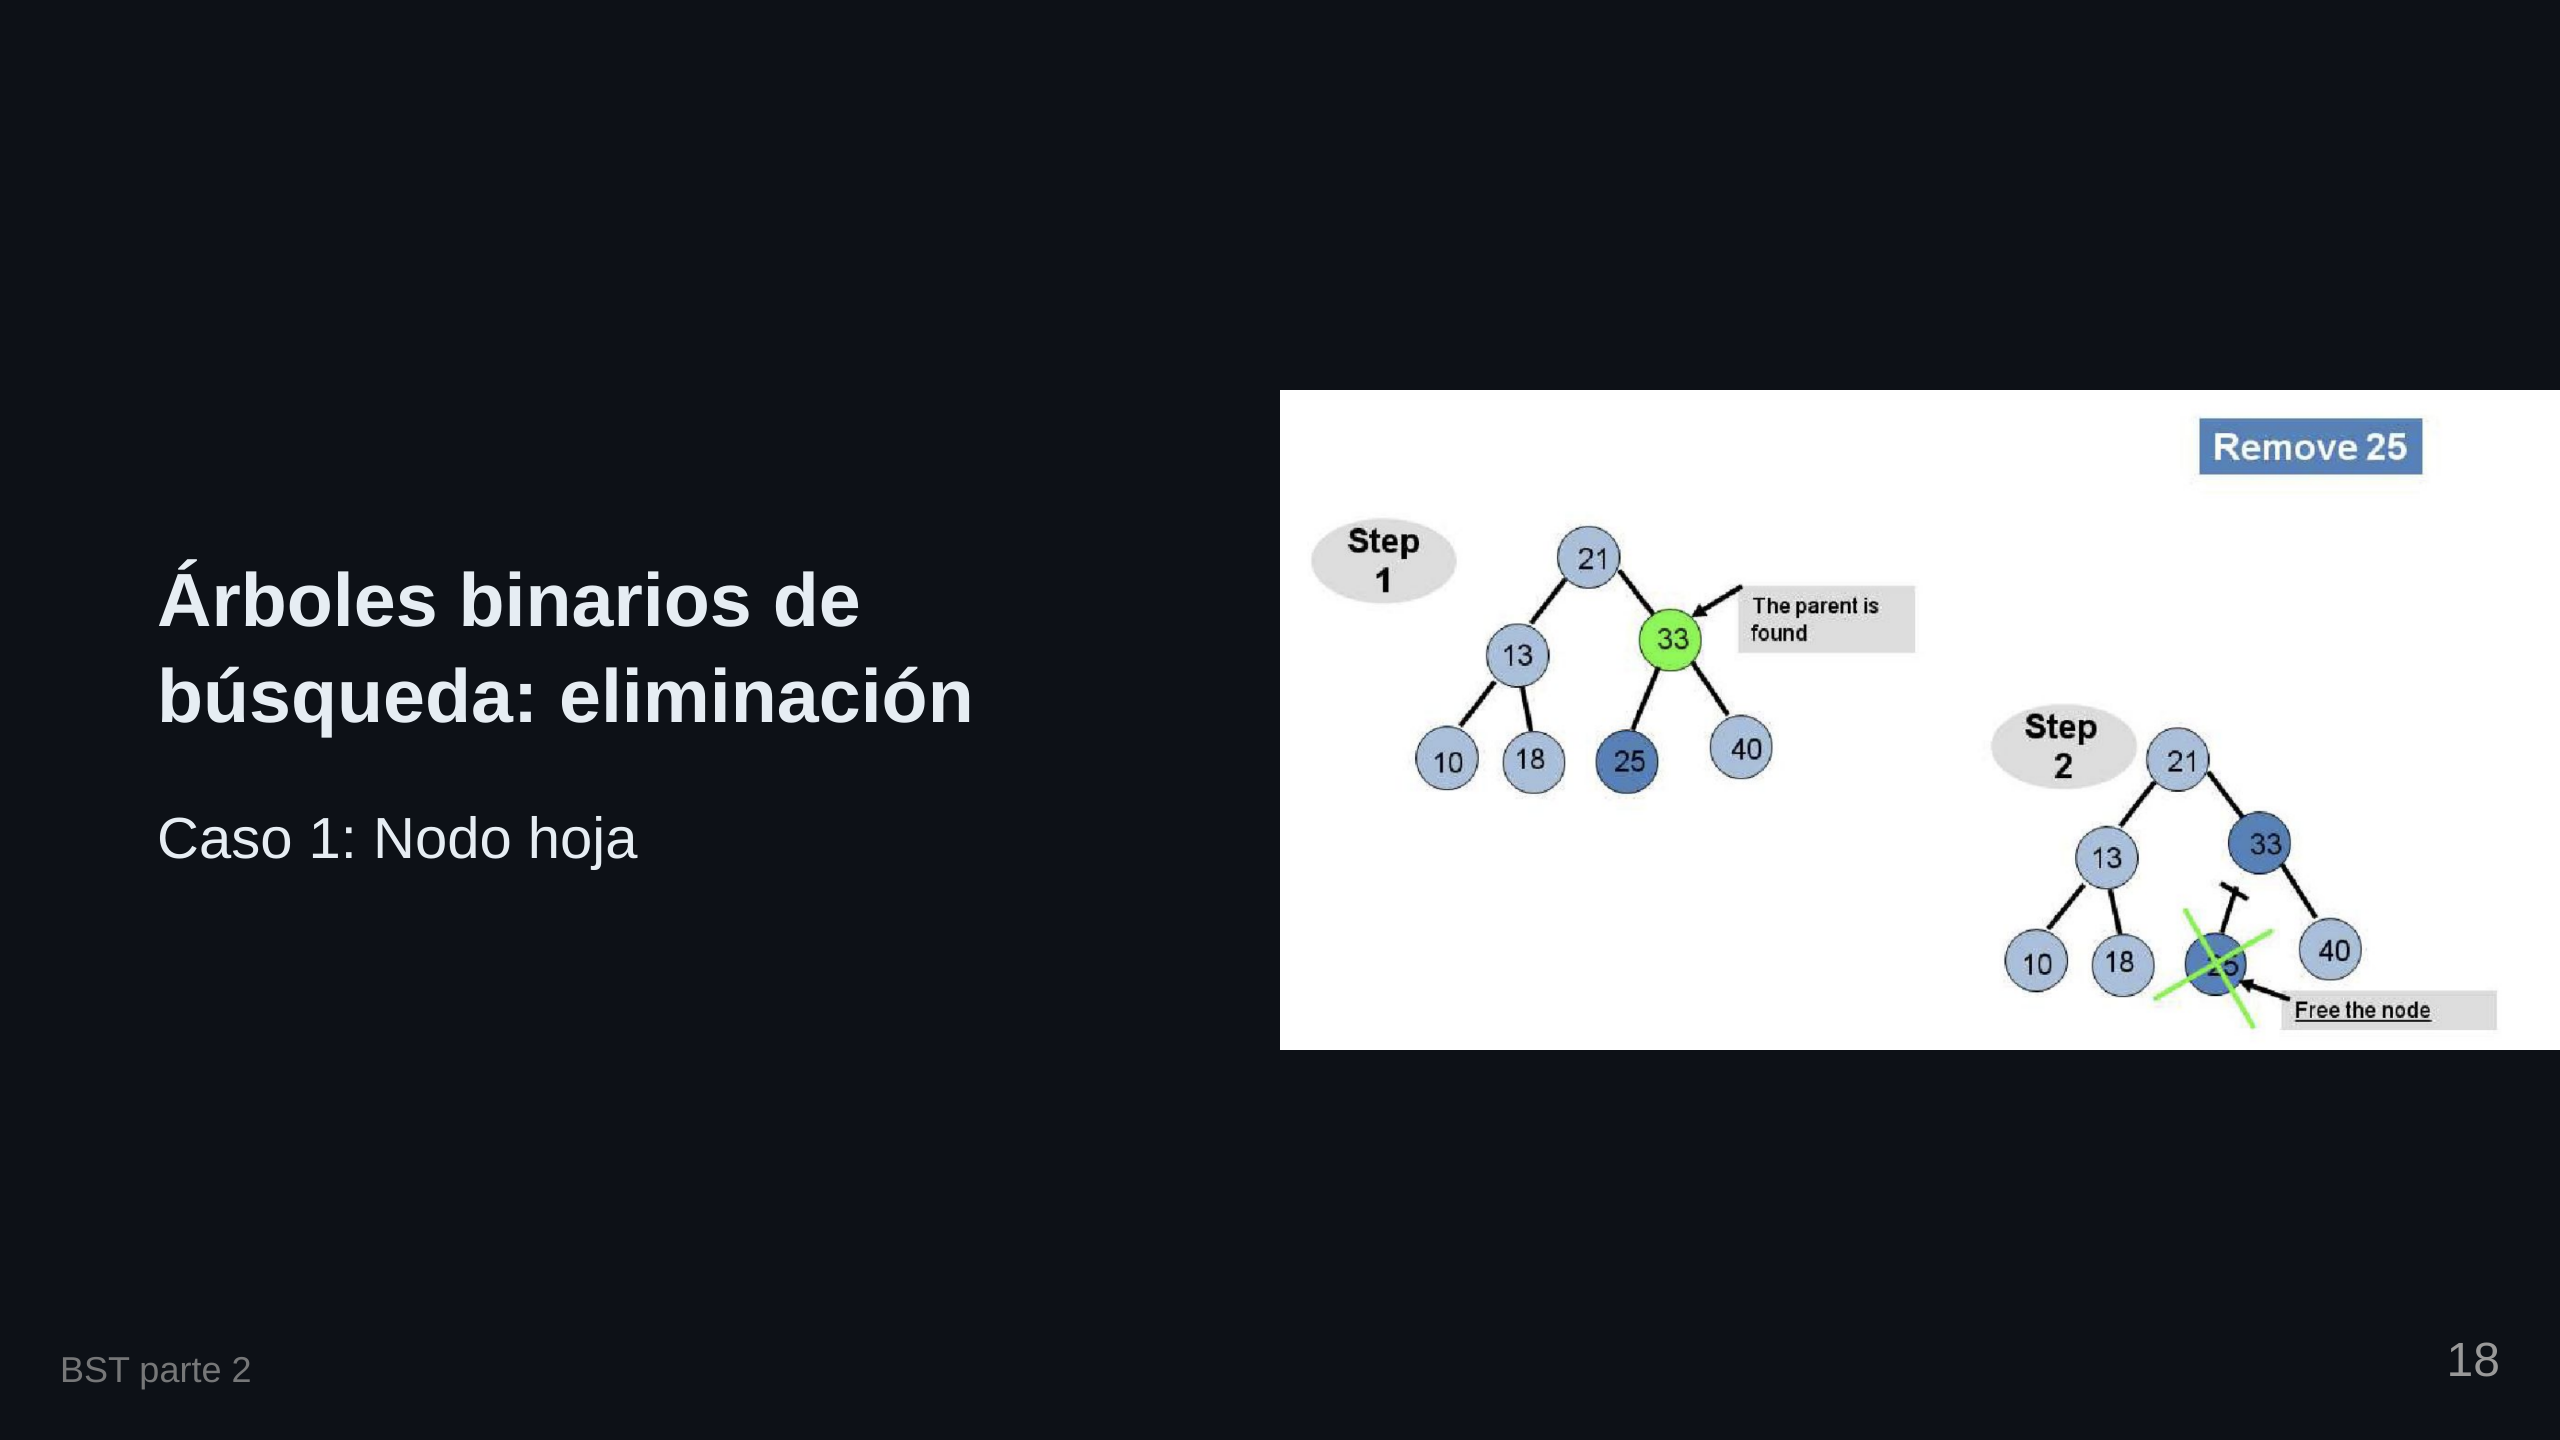 Árboles binarios de
búsqueda: eliminación
Caso 1: Nodo hoja
Remove 25
Step
1
21
33
The parent is
found
13
10
18
25
40
Step
2
21
33
13
10
18
25
40
Free the node
BST parte 2
18